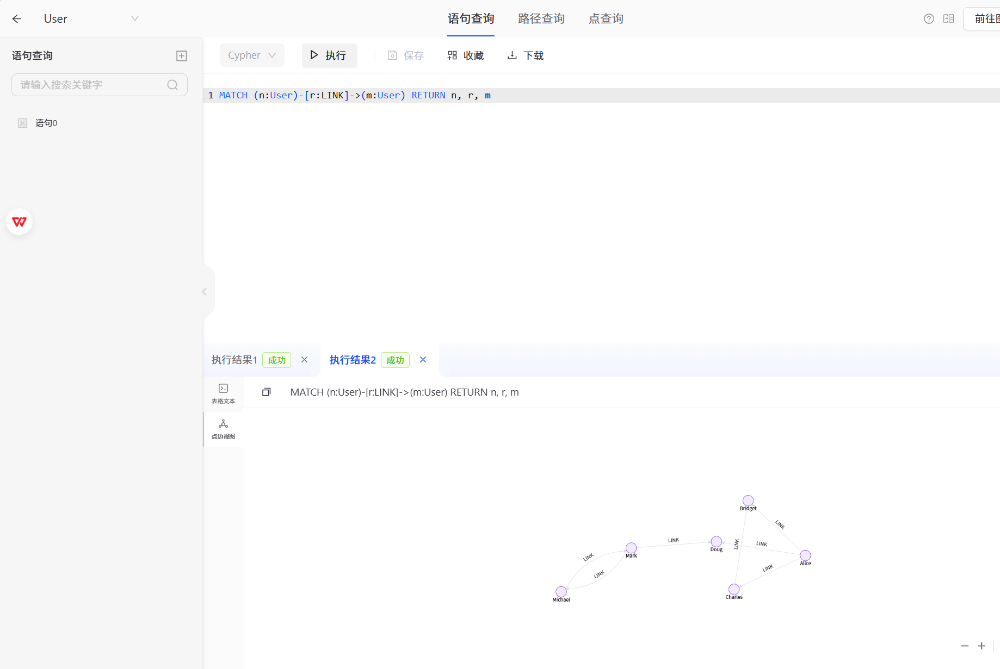 User
语句查询 路径查询 点查询
语句查询
Cypher 执行 保存 收藏 下载
请输入搜索关键字
1 MATCH (n:User)-[r:LINK]->(m:User) RETURN n, r, m
语句0
执行结果1 成功 执行结果2 成功
表格文本
MATCH (n:User)-[r:LINK]->(m:User) RETURN n, r, m
点边视图
Bridget
LINK
LINK
Doug
LINK
LINK
Mark
Alice
LINK
LINK
LINK
Michael
Charles